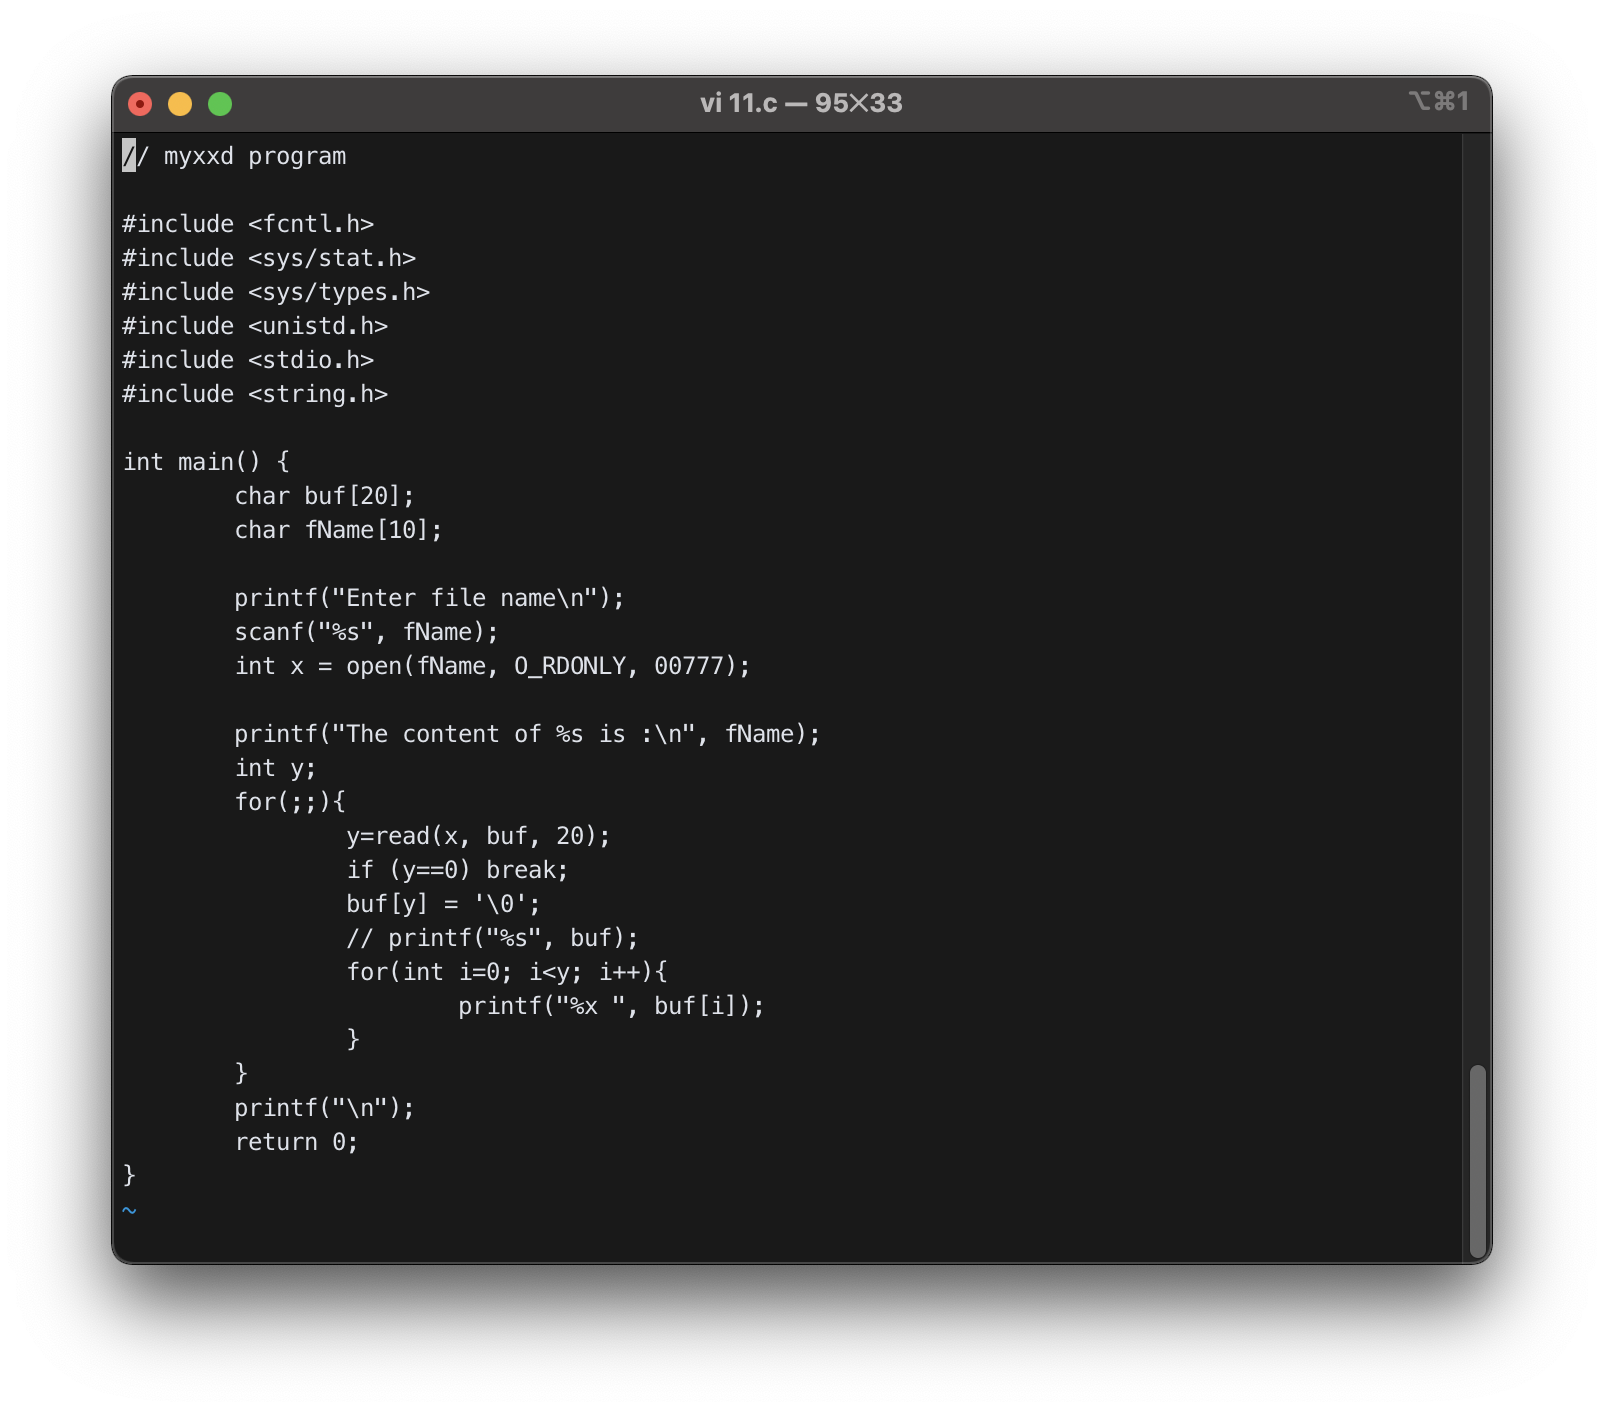 vi 11.c — 95×33
⌥⌘1
// myxxd program

#include <fcntl.h>
#include <sys/stat.h>
#include <sys/types.h>
#include <unistd.h>
#include <stdio.h>
#include <string.h>

int main() {
        char buf[20];
        char fName[10];

        printf("Enter file name\n");
        scanf("%s", fName);
        int x = open(fName, O_RDONLY, 00777);

        printf("The content of %s is :\n", fName);
        int y;
        for(;;){
                y=read(x, buf, 20);
                if (y==0) break;
                buf[y] = '\0';
                // printf("%s", buf);
                for(int i=0; i<y; i++){
                        printf("%x ", buf[i]);
                }
        }
        printf("\n");
        return 0;
}
~